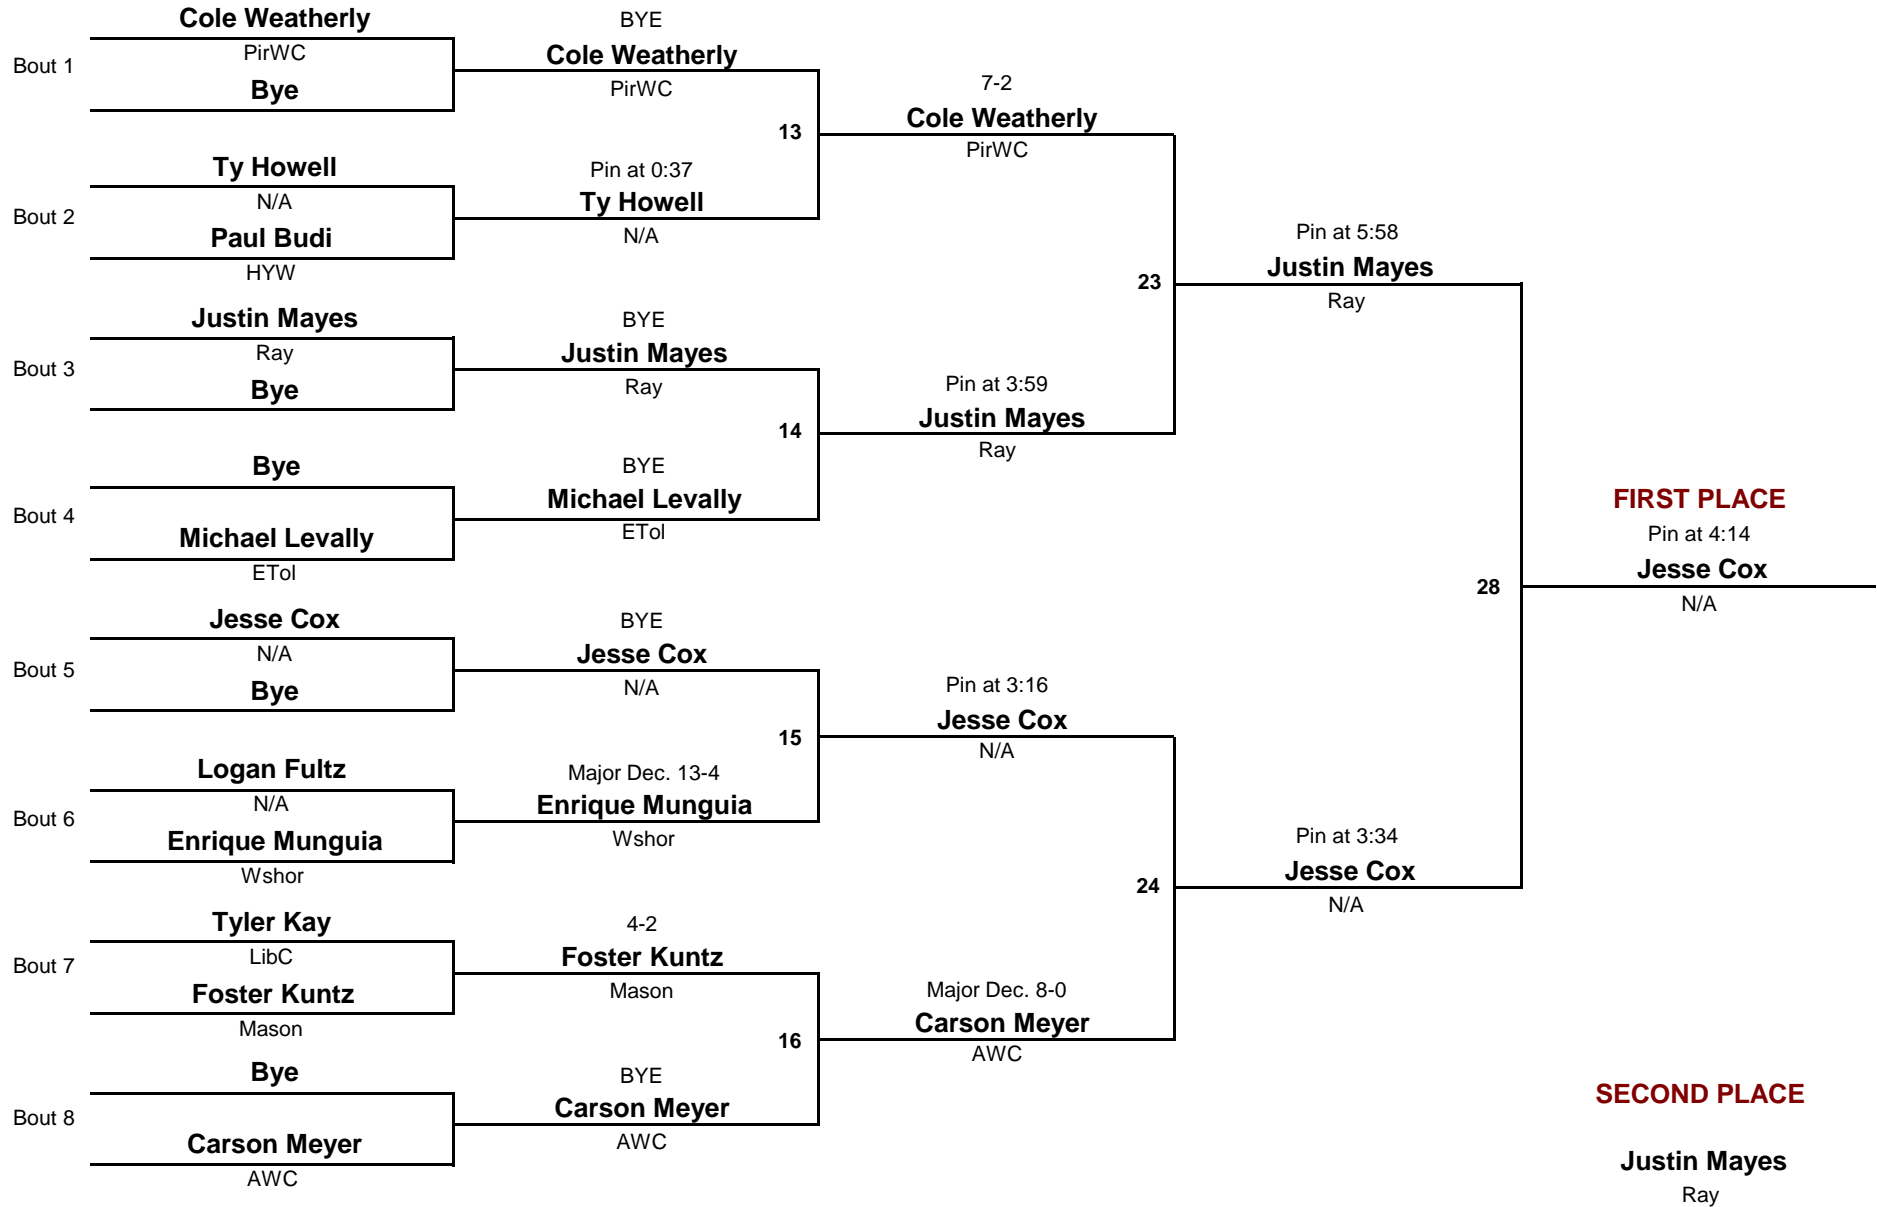 Cole Weatherly
Bout 1
PirWC
Bye
Ty Howell
Bout 2
N/A
Paul Budi
HYW
Justin Mayes
Bout 3
Ray
Bye
Bye
Bout 4
Michael Levally
ETol
Jesse Cox
Bout 5
N/A
Bye
Logan Fultz
Bout 6
N/A
Enrique Munguia
Wshor
Tyler Kay
Bout 7
LibC
Foster Kuntz
Mason
Bye
Bout 8
Carson Meyer
AWC
BYE
Cole Weatherly
PirWC
13
Pin at 0:37
Ty Howell
N/A
BYE
Justin Mayes
Ray
14
BYE
Michael Levally
ETol
BYE
Jesse Cox
N/A
15
Major Dec. 13-4
Enrique Munguia
Wshor
4-2
Foster Kuntz
Mason
16
BYE
Carson Meyer
AWC
7-2
Cole Weatherly
PirWC
23
Pin at 3:59
Justin Mayes
Ray
Pin at 3:16
Jesse Cox
N/A
24
Major Dec. 8-0
Carson Meyer
AWC
Pin at 5:58
Justin Mayes
Ray
28
Pin at 3:34
Jesse Cox
N/A
FIRST PLACE
Pin at 4:14
Jesse Cox
N/A
SECOND PLACE
Justin Mayes
Ray